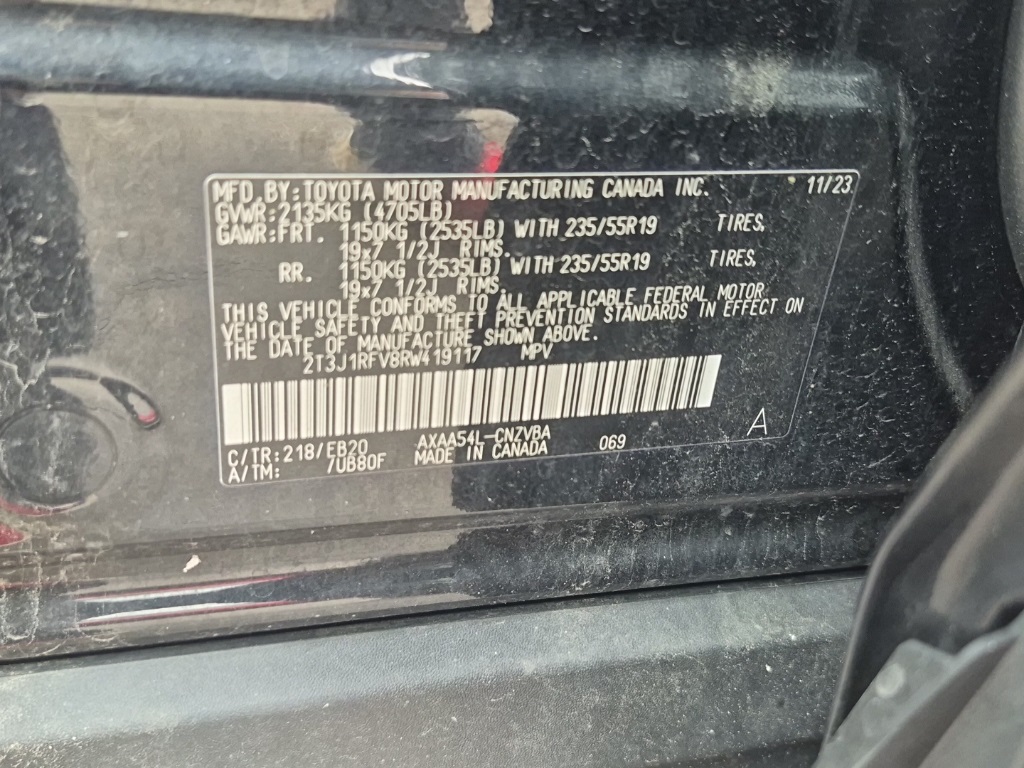 MFD. BY: TOYOTA MOTOR MANUFACTURING CANADA INC. 11/23
GVWR: 2135KG (4705LB)
GAWR: FRT. 1150KG (2535LB) WITH 235/55R19 TIRES,
19x7 1/2J RIMS.
RR. 1150KG (2535LB) WITH 235/55R19 TIRES,
19x7 1/2J RIMS.
THIS VEHICLE CONFORMS TO ALL APPLICABLE FEDERAL MOTOR
VEHICLE SAFETY AND THEFT PREVENTION STANDARDS IN EFFECT ON
THE DATE OF MANUFACTURE SHOWN ABOVE.
2T3J1RFV8RW419117 MPV
C/TR: 218/EB20 AXAA54L-CNZVBA 069 A
A/TM: /UB80F MADE IN CANADA